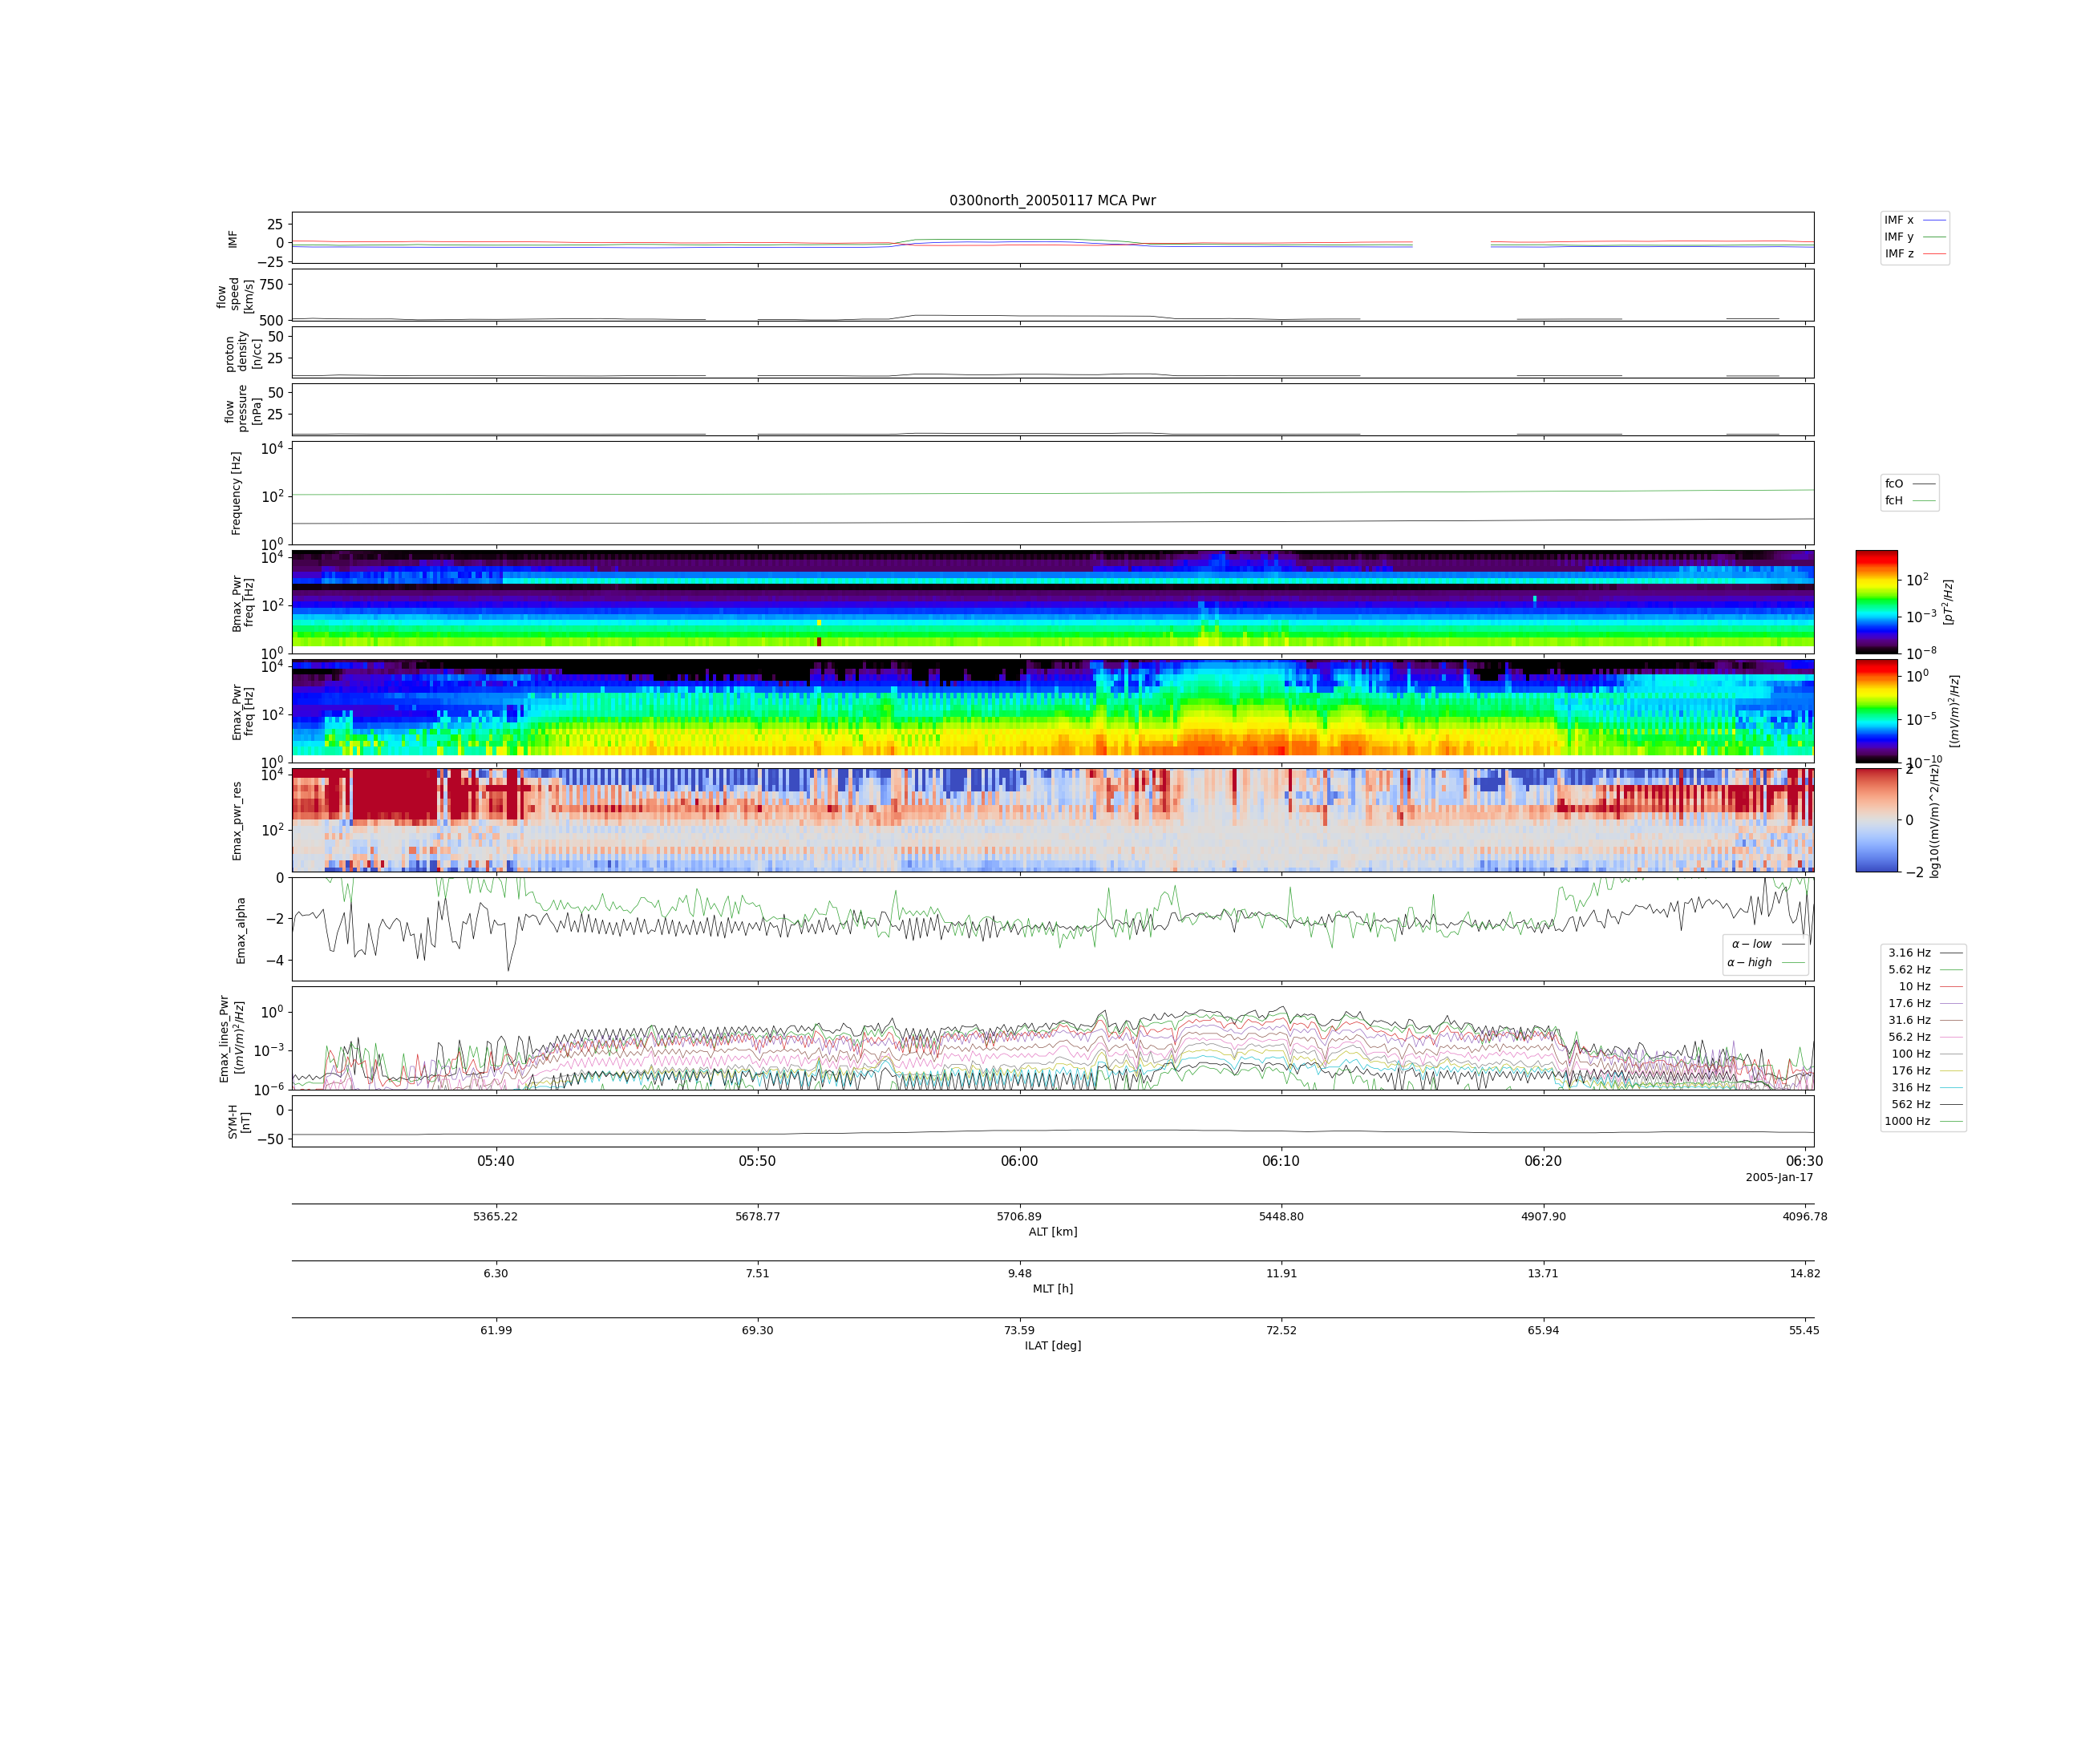 0300north_20050117 MCA Pwr
IMF
25
0
−25
IMF x
IMF y
IMF z
flow
speed
[km/s]
750
500
proton
density
[n/cc]
50
25
flow
pressure
[nPa]
50
25
Frequency [Hz]
10^4
10^2
10^0
fcO
fcH
Bmax_Pwr
freq [Hz]
10^4
10^2
10^0
10^2
10^−3
10^−8
[pT^2/Hz]
Emax_Pwr
freq [Hz]
10^4
10^2
10^0
10^0
10^−5
10^−10
[(mV/m)^2/Hz]
Emax_pwr_res
10^4
10^2
2
0
−2
log10((mV/m)^2/Hz)
Emax_alpha
0
−2
−4
α − low
α − high
Emax_lines_Pwr
[(mV/m)^2/Hz]
10^0
10^−3
10^−6
3.16 Hz
5.62 Hz
10 Hz
17.6 Hz
31.6 Hz
56.2 Hz
100 Hz
176 Hz
316 Hz
562 Hz
1000 Hz
SYM-H
[nT]
0
−50
05:40 05:50 06:00 06:10 06:20 06:30
2005-Jan-17
5365.22 5678.77 5706.89 5448.80 4907.90 4096.78
ALT [km]
6.30 7.51 9.48 11.91 13.71 14.82
MLT [h]
61.99 69.30 73.59 72.52 65.94 55.45
ILAT [deg]